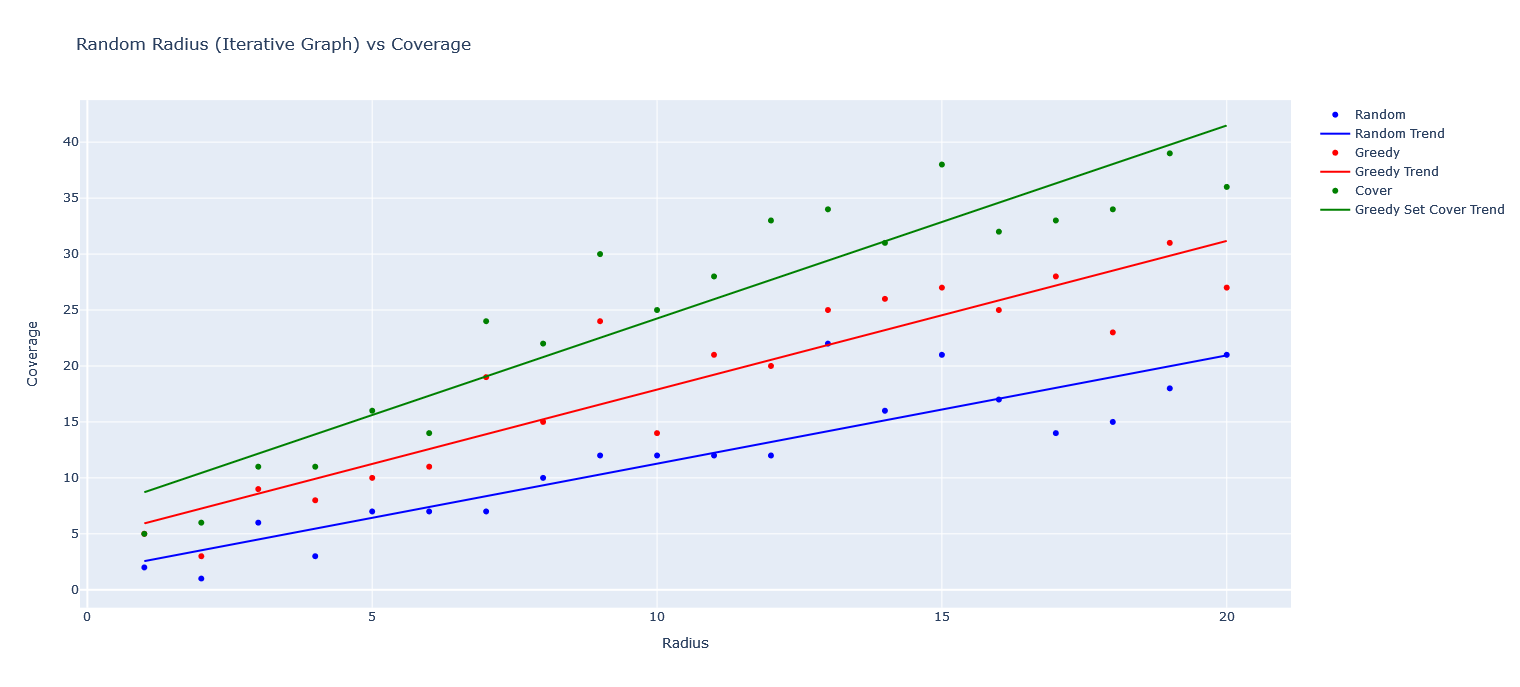 Random Radius (Iterative Graph) vs Coverage
Random
Random Trend
Greedy
Greedy Trend
Cover
Greedy Set Cover Trend
40
35
30
25
20
15
10
5
0
Coverage
0
5
10
15
20
Radius